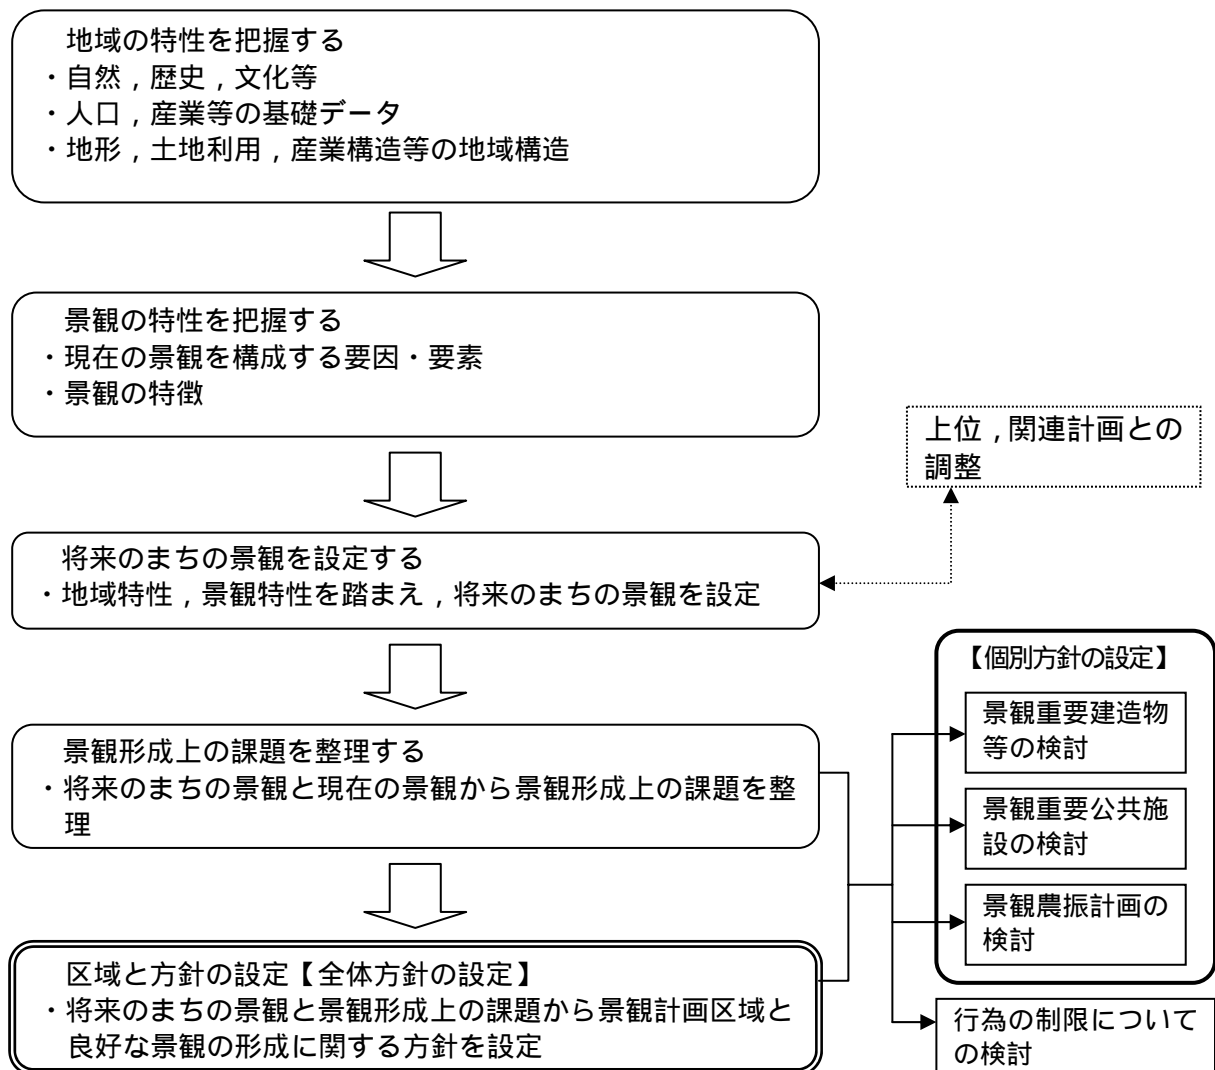 地域の特性を把握する
・自然，歴史，文化等
・人口，産業等の基礎データ
・地形，土地利用，産業構造等の地域構造
景観の特性を把握する
・現在の景観を構成する要因・要素
・景観の特徴
上位，関連計画との
調整
将来のまちの景観を設定する
・地域特性，景観特性を踏まえ，将来のまちの景観を設定
景観形成上の課題を整理する
・将来のまちの景観と現在の景観から景観形成上の課題を整
理
区域と方針の設定【全体方針の設定】
・将来のまちの景観と景観形成上の課題から景観計画区域と
良好な景観の形成に関する方針を設定
【個別方針の設定】
景観重要建造物
等の検討
景観重要公共施
設の検討
景観農振計画の
検討
行為の制限について
の検討